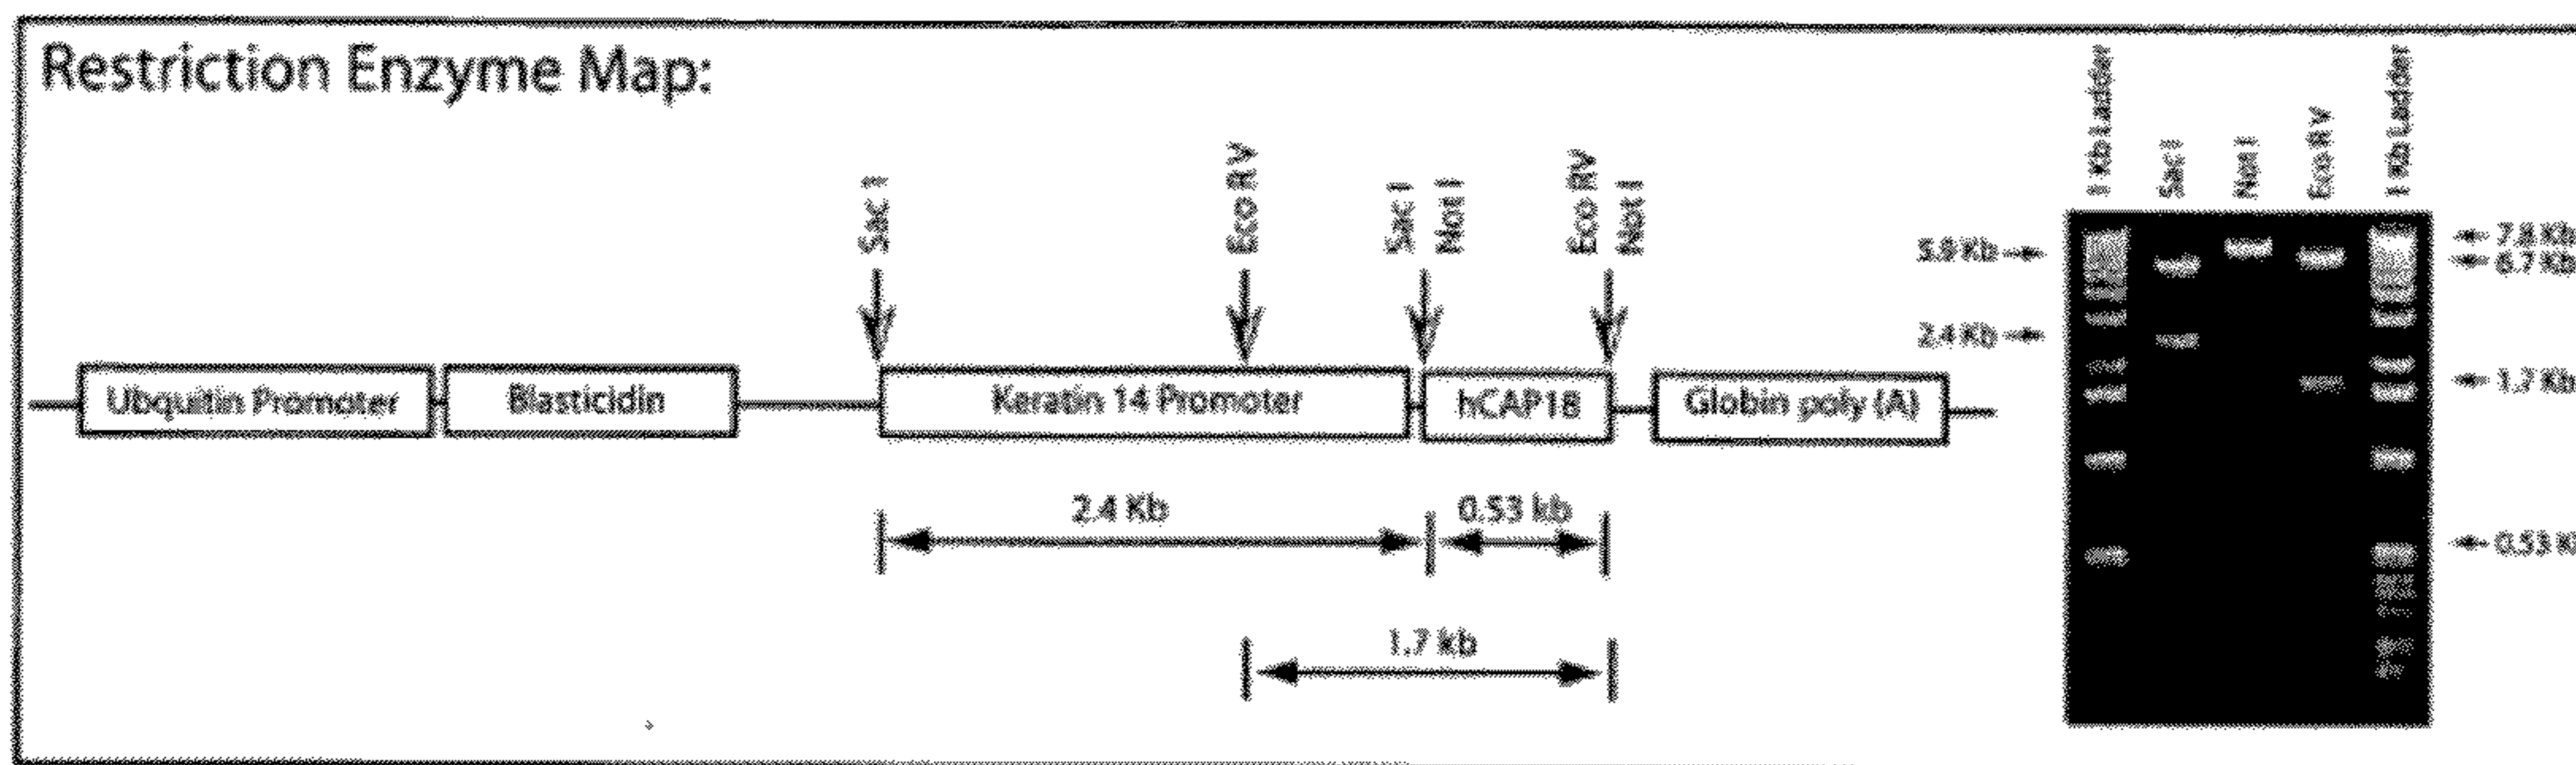 Restriction Enzyme Map:
Sac I
Eco RV
Sac I
Not I
Eco RV
Not I
Ubquitin Promoter
Blasticidin
Keratin 14 Promoter
hCAP18
Globin poly (A)
2.4 Kb
0.53 kb
1.7 kb
1 Kb Ladder
Sac I
Not I
Eco RV
1 Kb Ladder
5.9 Kb
2.4 Kb
7.8 Kb
6.7 Kb
1.7 Kb
0.53 K